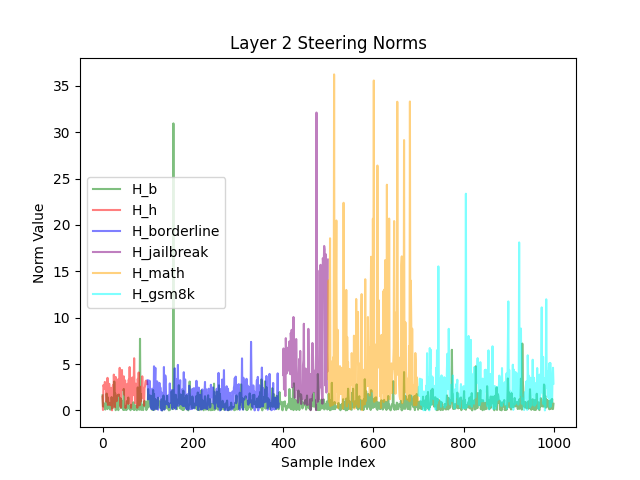 Layer 2 Steering Norms
Norm Value
35
30
25
20
15
10
5
0
H_b
H_h
H_borderline
H_jailbreak
H_math
H_gsm8k
0 200 400 600 800 1000
Sample Index